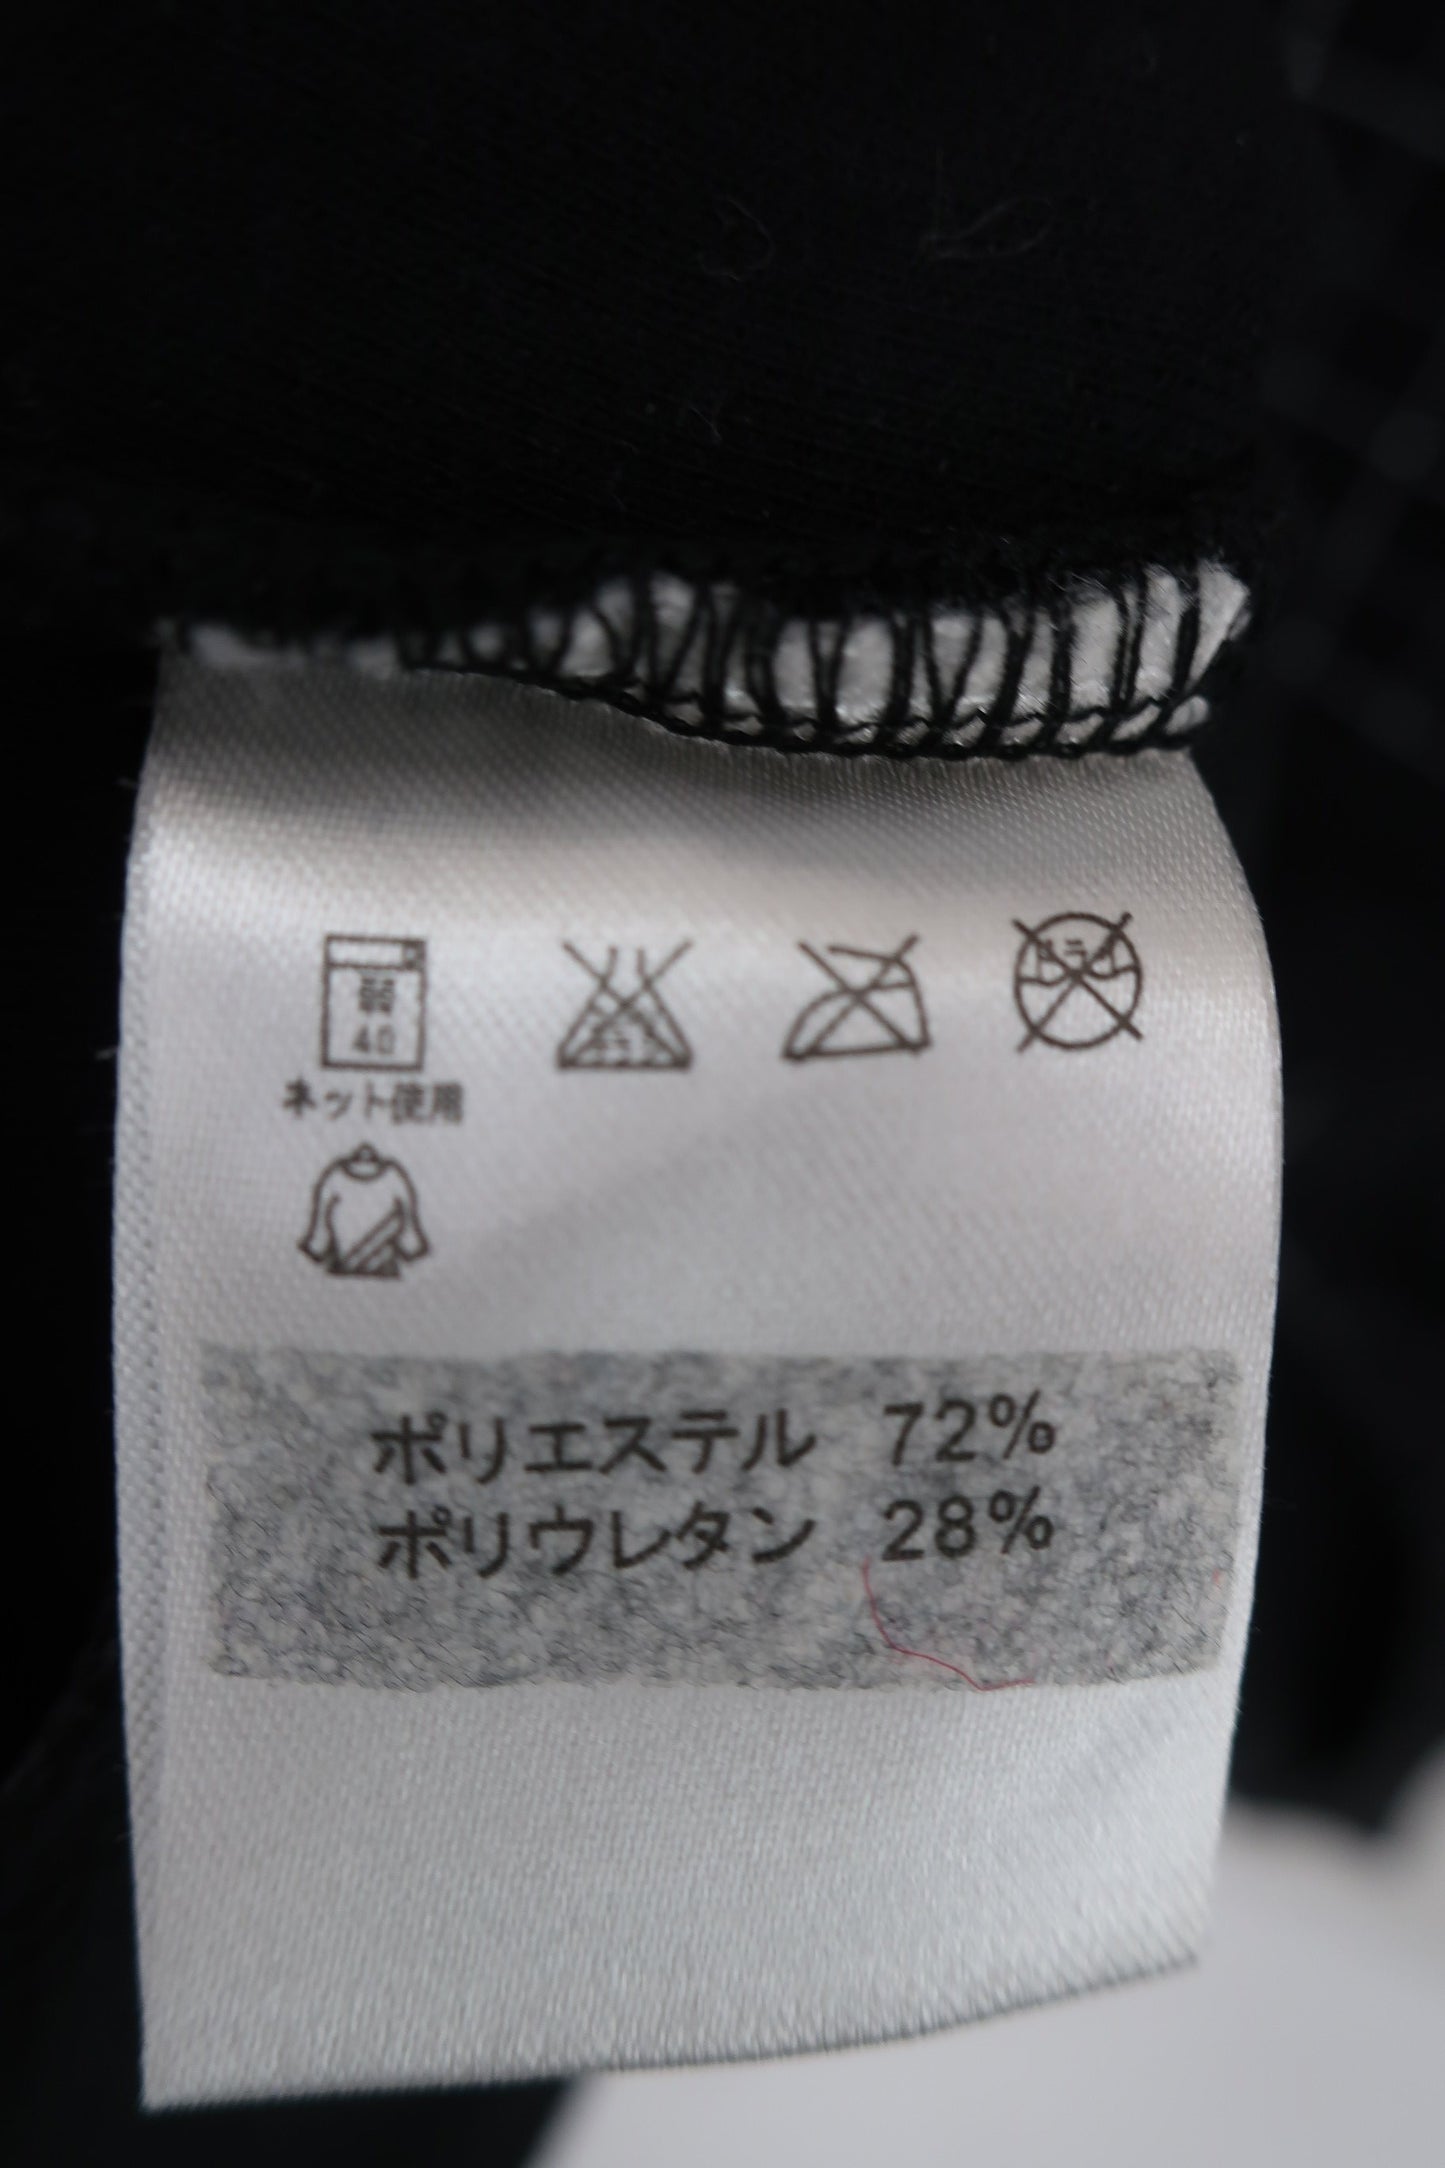 弱
40
ドライ
ネット使用
ポリエステル 72%
ポリウレタン 28%